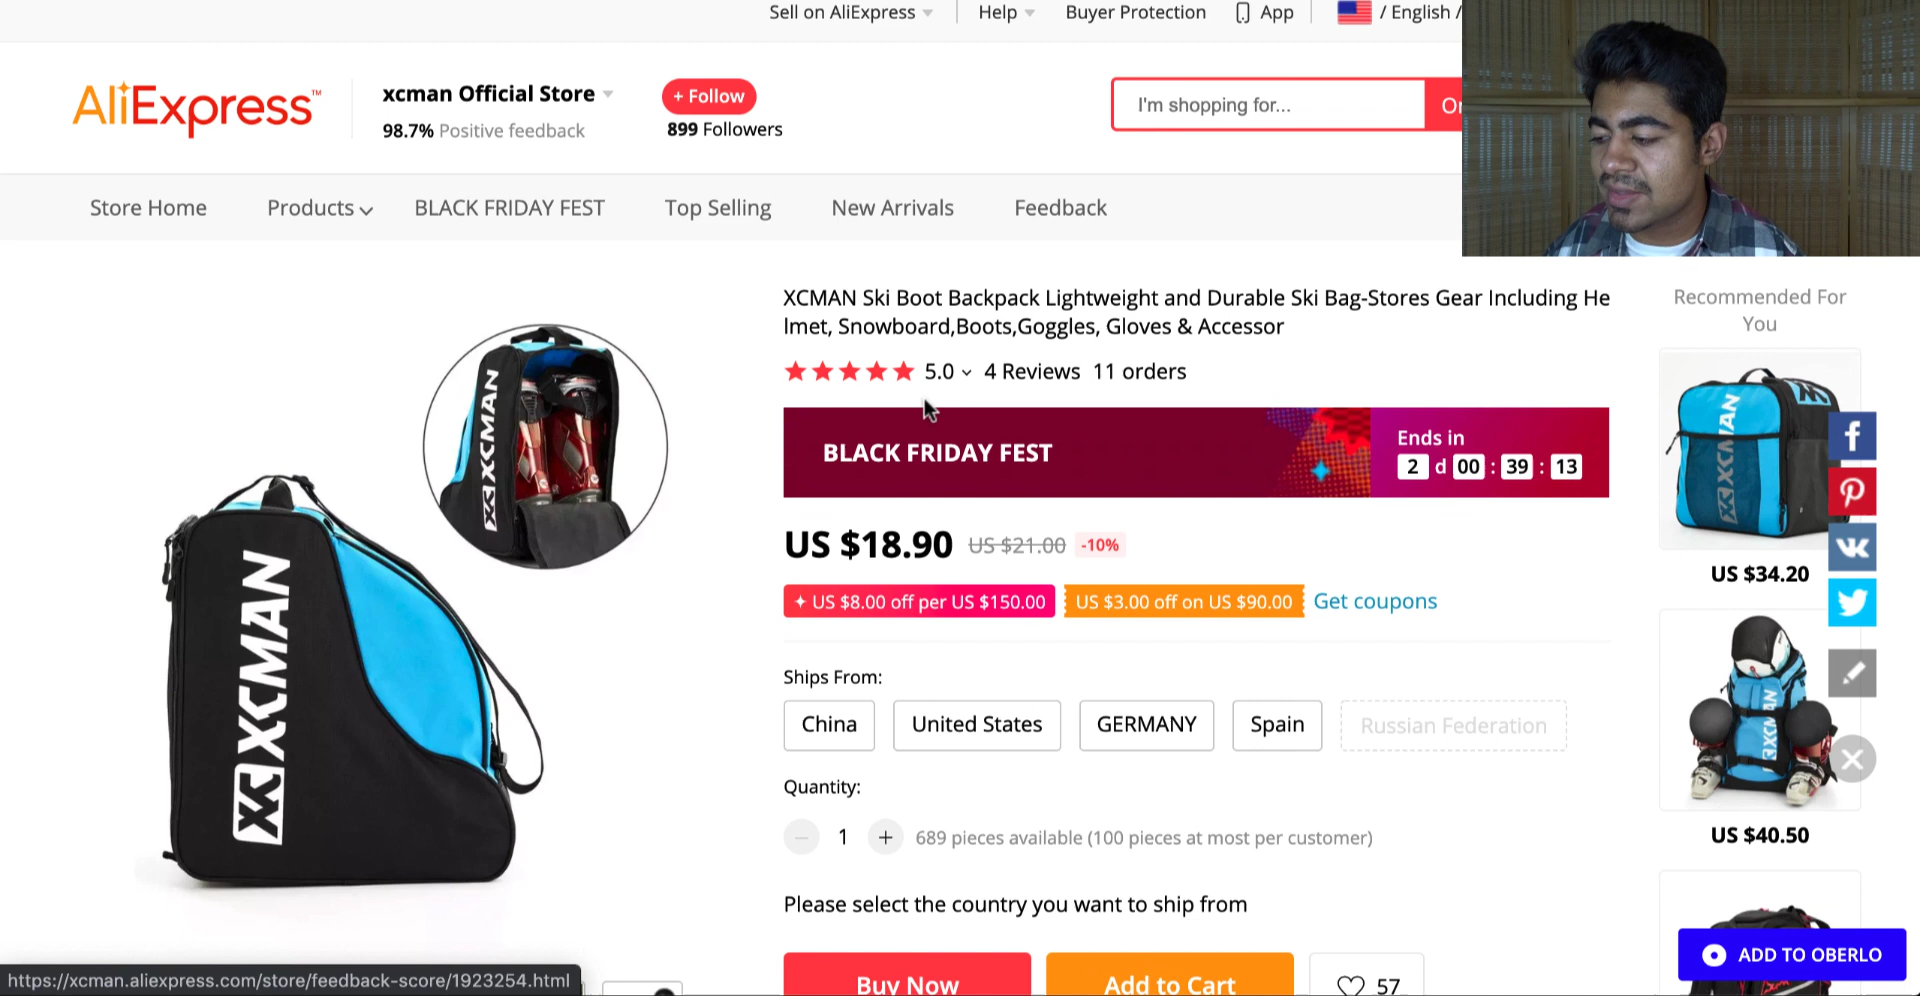 Sell on AliExpress
Help
Buyer Protection
App
/ English /
AliExpress™
xcman Official Store
98.7% Positive feedback
+ Follow
899 Followers
I'm shopping for...
Store Home
Products
BLACK FRIDAY FEST
Top Selling
New Arrivals
Feedback
XCMAN Ski Boot Backpack Lightweight and Durable Ski Bag-Stores Gear Including He
lmet, Snowboard,Boots,Goggles, Gloves & Accessor
5.0
4 Reviews
11 orders
BLACK FRIDAY FEST
Ends in
2 d 00 : 39 : 13
US $18.90 US $21.00 -10%
US $8.00 off per US $150.00
US $3.00 off on US $90.00
Get coupons
Ships From:
China
United States
GERMANY
Spain
Russian Federation
Quantity:
1
689 pieces available (100 pieces at most per customer)
Please select the country you want to ship from
Buy Now
Add to Cart
57
XCMAN
XCMAN
Recommended For
You
XCMAN
US $34.20
XCMAN
US $40.50
ADD TO OBERLO
https://xcman.aliexpress.com/store/feedback-score/1923254.html